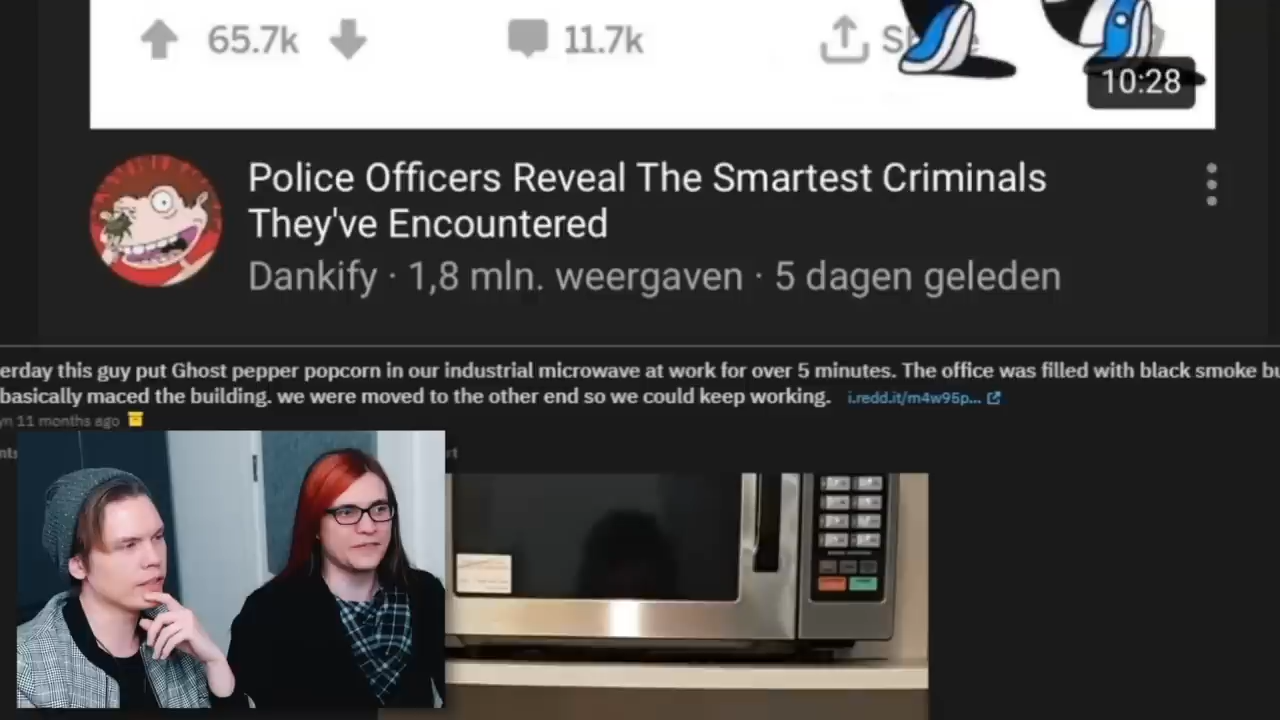 65.7k
11.7k
10:28
Police Officers Reveal The Smartest Criminals
They've Encountered
Dankify · 1,8 mln. weergaven · 5 dagen geleden
erday this guy put Ghost pepper popcorn in our industrial microwave at work for over 5 minutes. The office was filled with black smoke bu
basically maced the building. we were moved to the other end so we could keep working. i.redd.it/m4w95p...
yn 11 months ago